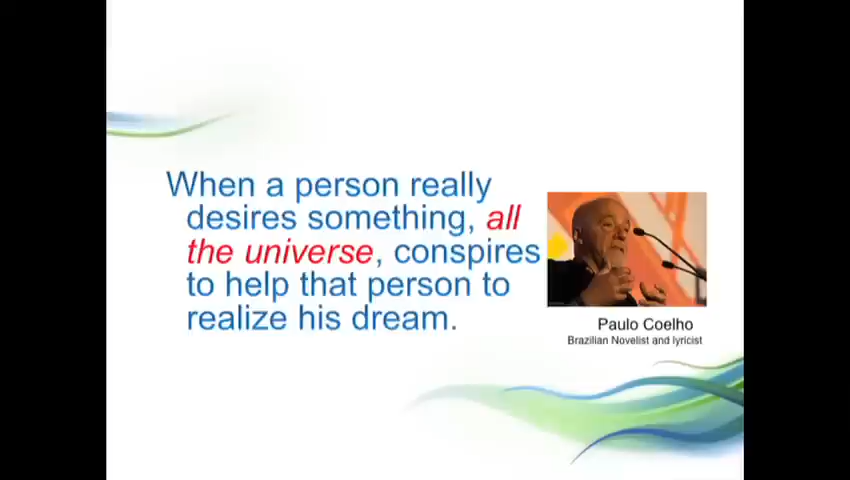 When a person really
desires something, all
the universe, conspires
to help that person to
realize his dream.
Paulo Coelho
Brazilian Novelist and lyricist